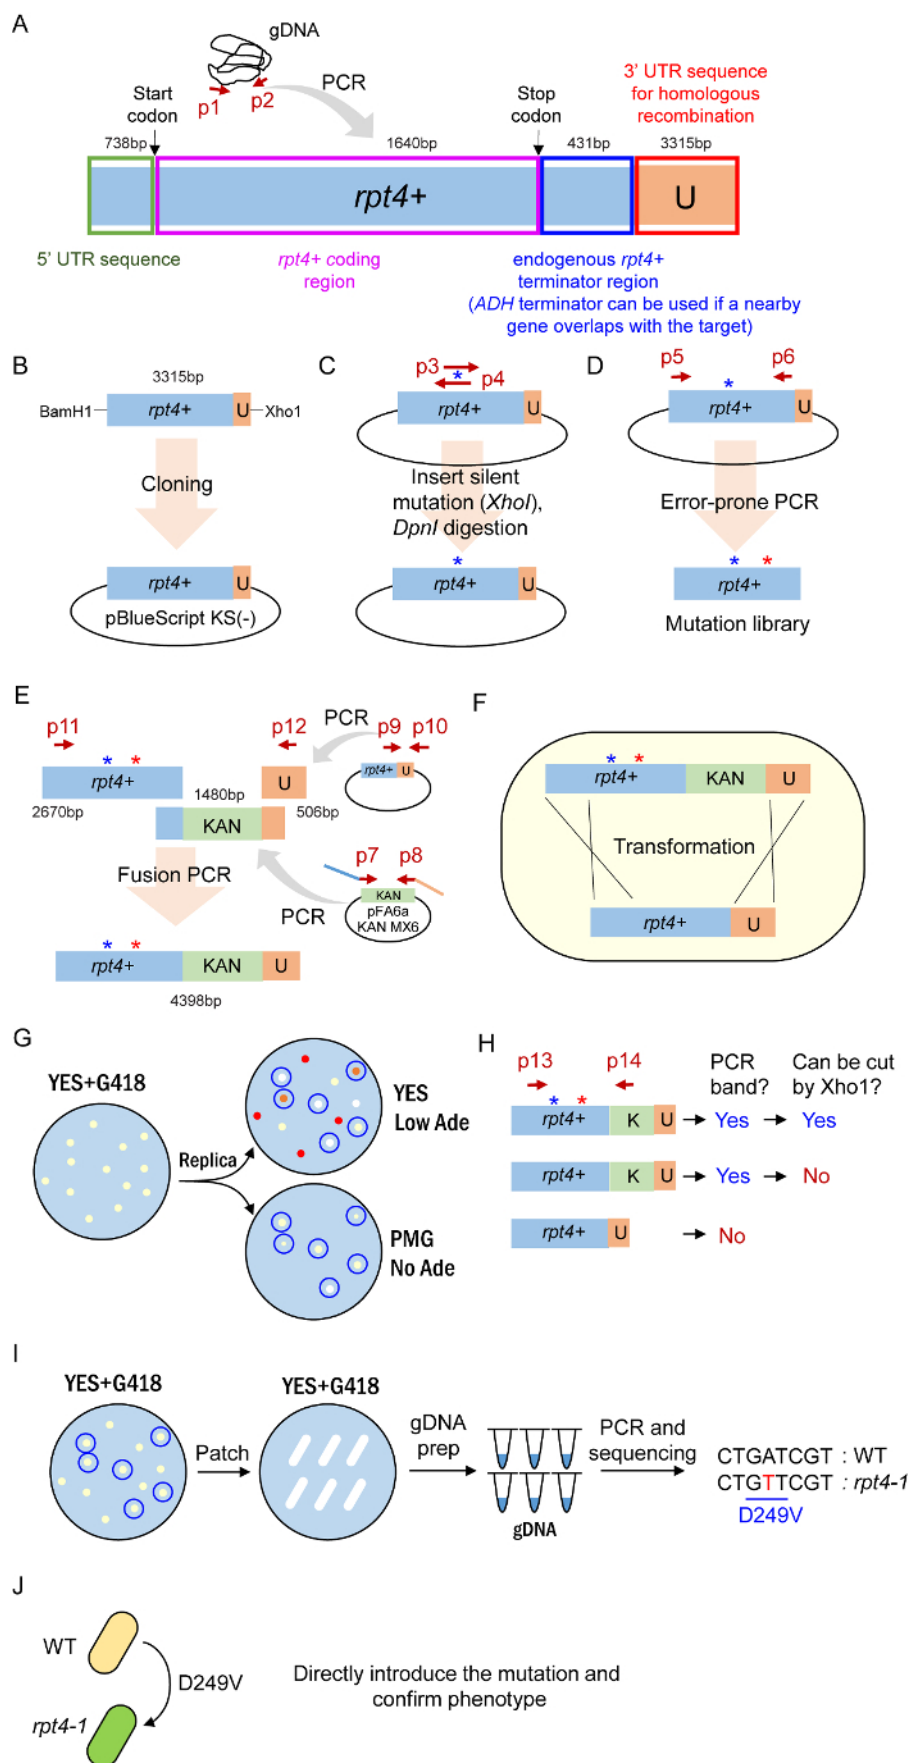 A
gDNA
p1
p2
PCR
Start
codon
Stop
codon
3' UTR sequence
for homologous
recombination
738bp
1640bp
431bp
3315bp
rpt4+
U
5' UTR sequence
rpt4+ coding
region
endogenous rpt4+
terminator region
(ADH terminator can be used if a nearby
gene overlaps with the target)
B
3315bp
BamH1
rpt4+
U
Xho1
Cloning
rpt4+
U
pBlueScript KS(-)
C
p3
*
p4
rpt4+
U
Insert silent
mutation (XhoI),
DpnI digestion
*
rpt4+
U
D
p5
p6
*
rpt4+
U
Error-prone PCR
* *
rpt4+
Mutation library
E
p11
p12
PCR
p9
p10
* *
rpt4+
U
rpt4+
U
2670bp
1480bp
506bp
KAN
p7
p8
Fusion PCR
PCR
KAN
pFA6a
KAN MX6
* *
rpt4+
KAN
U
4398bp
F
* *
rpt4+
KAN
U
Transformation
rpt4+
U
G
YES+G418
Replica
YES
Low Ade
PMG
No Ade
H
p13
p14
PCR
band?
Can be cut
by Xho1?
* *
rpt4+
K
U
Yes
Yes
rpt4+
K
U
Yes
No
rpt4+
U
No
I
YES+G418
Patch
YES+G418
gDNA
prep
gDNA
PCR and
sequencing
CTGATCGT : WT
CTGTTCGT : rpt4-1
D249V
J
WT
D249V
rpt4-1
Directly introduce the mutation and
confirm phenotype